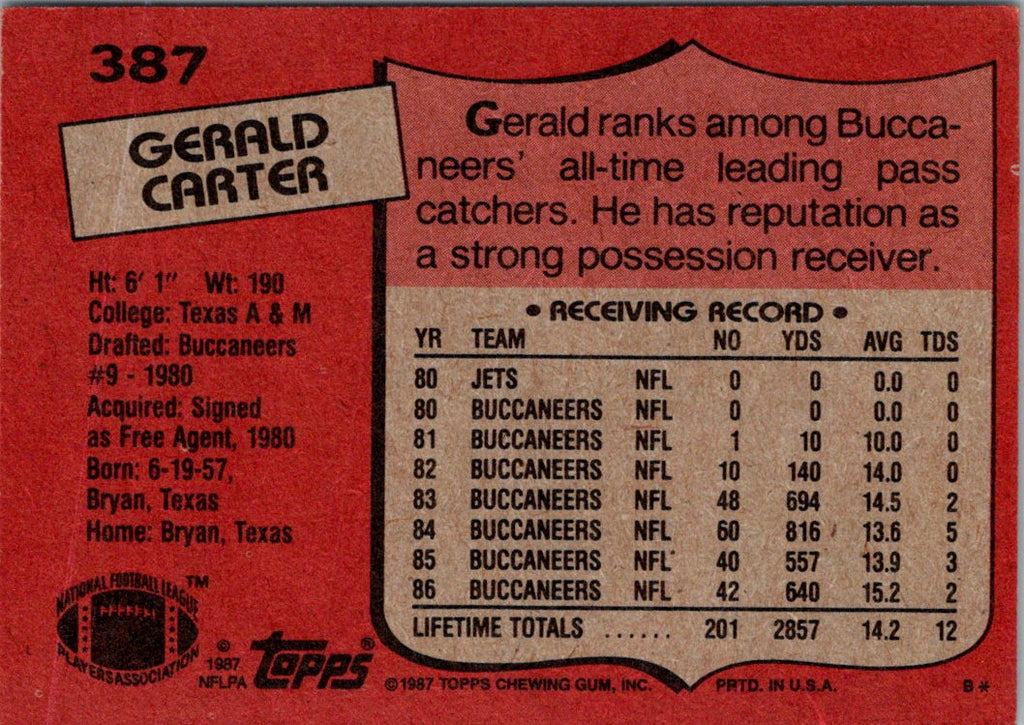 387
GERALD
CARTER
Ht: 6' 1" Wt: 190
College: Texas A & M
Drafted: Buccaneers
#9 - 1980
Acquired: Signed
as Free Agent, 1980
Born: 6-19-57,
Bryan, Texas
Home: Bryan, Texas
NATIONAL FOOTBALL LEAGUE
PLAYERS ASSOCIATION
TM
©
1987
NFLPA
Topps®
Gerald ranks among Bucca-
neers' all-time leading pass
catchers. He has reputation as
a strong possession receiver.
• RECEIVING RECORD •
YR TEAM NO YDS AVG TDS
80 JETS NFL 0 0 0.0 0
80 BUCCANEERS NFL 0 0 0.0 0
81 BUCCANEERS NFL 1 10 10.0 0
82 BUCCANEERS NFL 10 140 14.0 0
83 BUCCANEERS NFL 48 694 14.5 2
84 BUCCANEERS NFL 60 816 13.6 5
85 BUCCANEERS NFL 40 557 13.9 3
86 BUCCANEERS NFL 42 640 15.2 2
LIFETIME TOTALS ...... 201 2857 14.2 12
©1987 TOPPS CHEWING GUM, INC. PRTD. IN U.S.A. B*